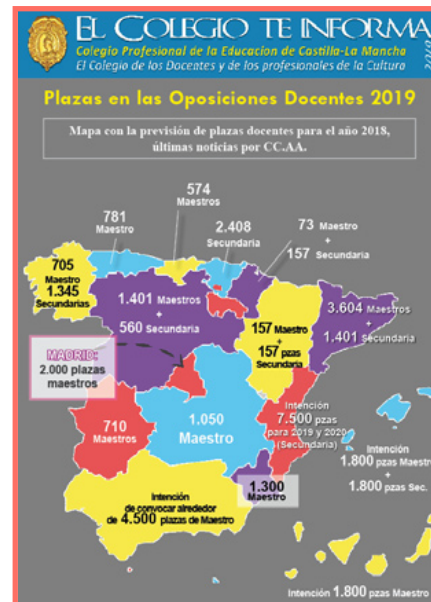 EL COLEGIO TE INFORMA
Colegio Profesional de la Educacion de Castilla-La Mancha
El Colegio de los Docentes y de los profesionales de la Cultura
Plazas en las Oposiciones Docentes 2019
Mapa con la previsión de plazas docentes para el año 2018,
últimas noticias por CC.AA.
574
Maestros
781
Maestro
2.408
Secundaria
73 Maestro
+
157 Secundaria
705
Maestro
1.345
Secundarias
1.401 Maestros
+
560 Secundaria
157 Maestro
+
157 pzas
Secundaria
3.604 Maestros
+
1.401 Secundaria
MADRID:
2.000 plazas
maestros
710
Maestros
1.050
Maestro
Intención
7.500 pzas
para 2019 y 2020
(Secundaria)
Intención
1.800 pzas Maestro
+
1.800 pzas Sec.
1.300
Maestro
Intención
de convocar alrededor
de 4.500 plazas de Maestro
Intención 1.800 pzas Maestro